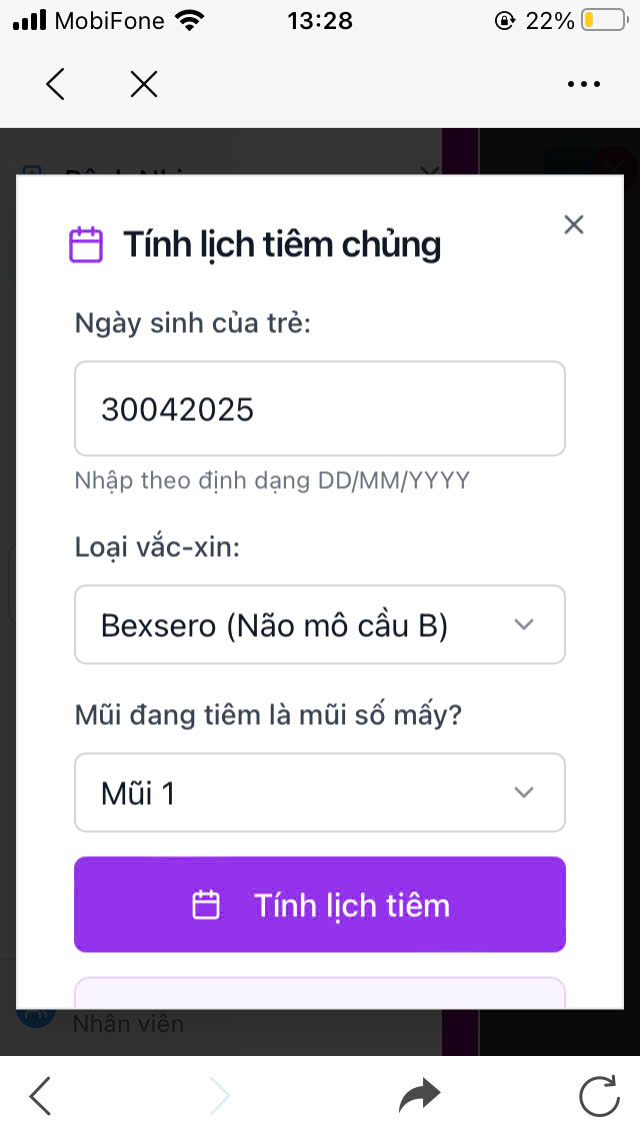 MobiFone 13:28 22%
Tính lịch tiêm chủng
Ngày sinh của trẻ:
30042025
Nhập theo định dạng DD/MM/YYYY
Loại vắc-xin:
Bexsero (Não mô cầu B)
Mũi đang tiêm là mũi số mấy?
Mũi 1
Tính lịch tiêm
Nhân viên